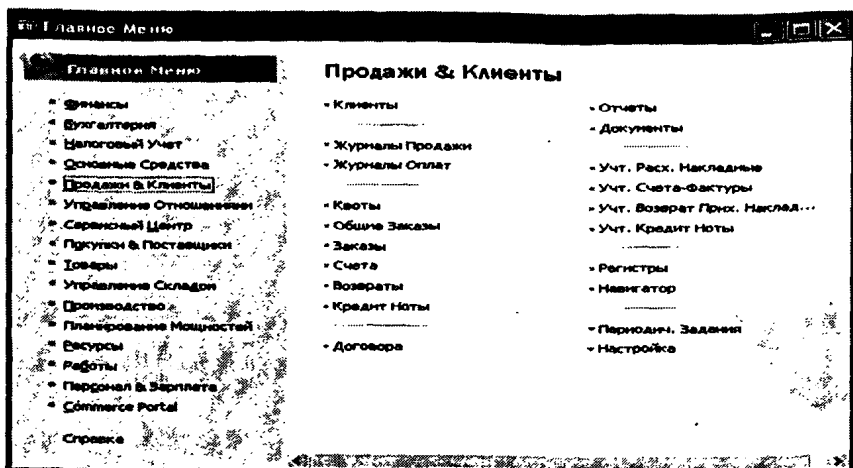 Главное Меню
Главное Меню
Финансы
Бухгалтерия
Налоговый Учет
Основные Средства
Продажи & Клиенты
Управление Отношениями
Сервисный Центр
Покупки & Поставщики
Товары
Управление Складом
Производство
Планирование Мощностей
Ресурсы
Работы
Персонал & Зарплата
Commerce Portal
Справка
Продажи & Клиенты
Клиенты
Журналы Продажи
Журналы Оплат
Квоты
Общие Заказы
Заказы
Счета
Возвраты
Кредит Ноты
Договора
Отчеты
Документы
Учт. Расх. Накладные
Учт. Счета-Фактуры
Учт. Возврат Прих. Наклад...
Учт. Кредит Ноты
Регистры
Навигатор
Периодич. Задания
Настройка